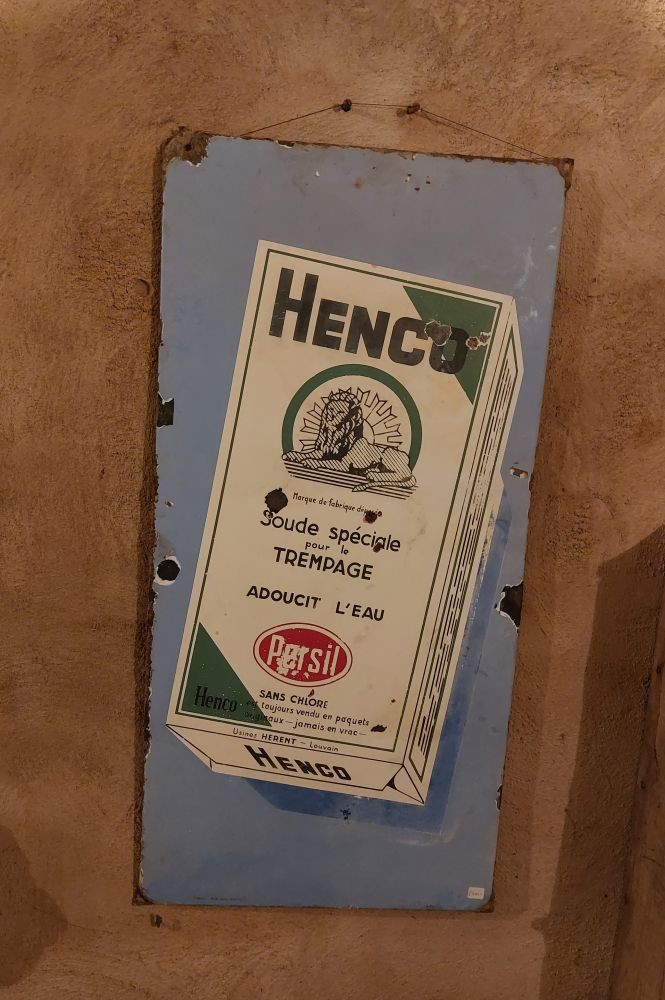 HENCO
Marque de fabrique
Soude spéciale
pour le
TREMPAGE
ADOUCIT L'EAU
Persil
SANS CHLORE
Henco est toujours vendu en paquets
originaux — jamais en vrac —
Usines HERENT - Louvain
HENCO